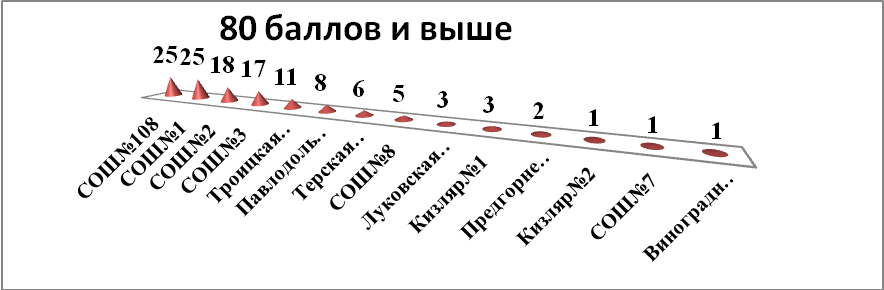 80 баллов и выше
25 25 18 17 11 8 6 5 3 3 2 1 1 1
СОШ№108
СОШ№1
СОШ№2
СОШ№3
Троицкая..
Павлодоль..
Терская..
СОШ№8
Луковская..
Кизляр№1
Предгорне..
Кизляр№2
СОШ№7
Виноградн..